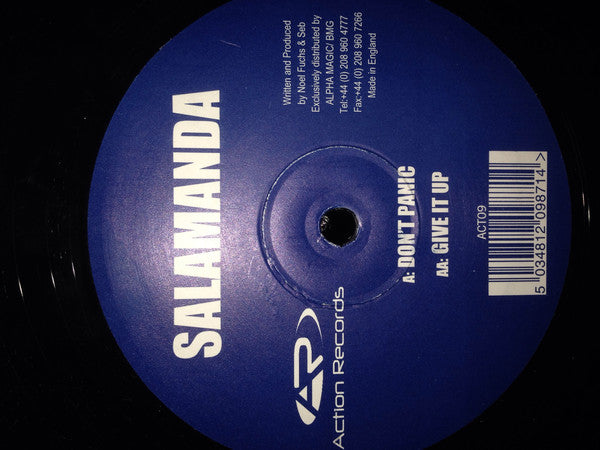 SALAMANDA
Written and Produced
by Noel Fuchs & Seb
Exclusively distributed by
ALPHA MAGIC/ BMG
Tel:+44 (0) 208 960 4777
Fax:+44 (0) 208 960 7266
Made in England
A: DON'T PANIC
AA: GIVE IT UP
AR
Action Records
ACT09
5 034812 098714 >